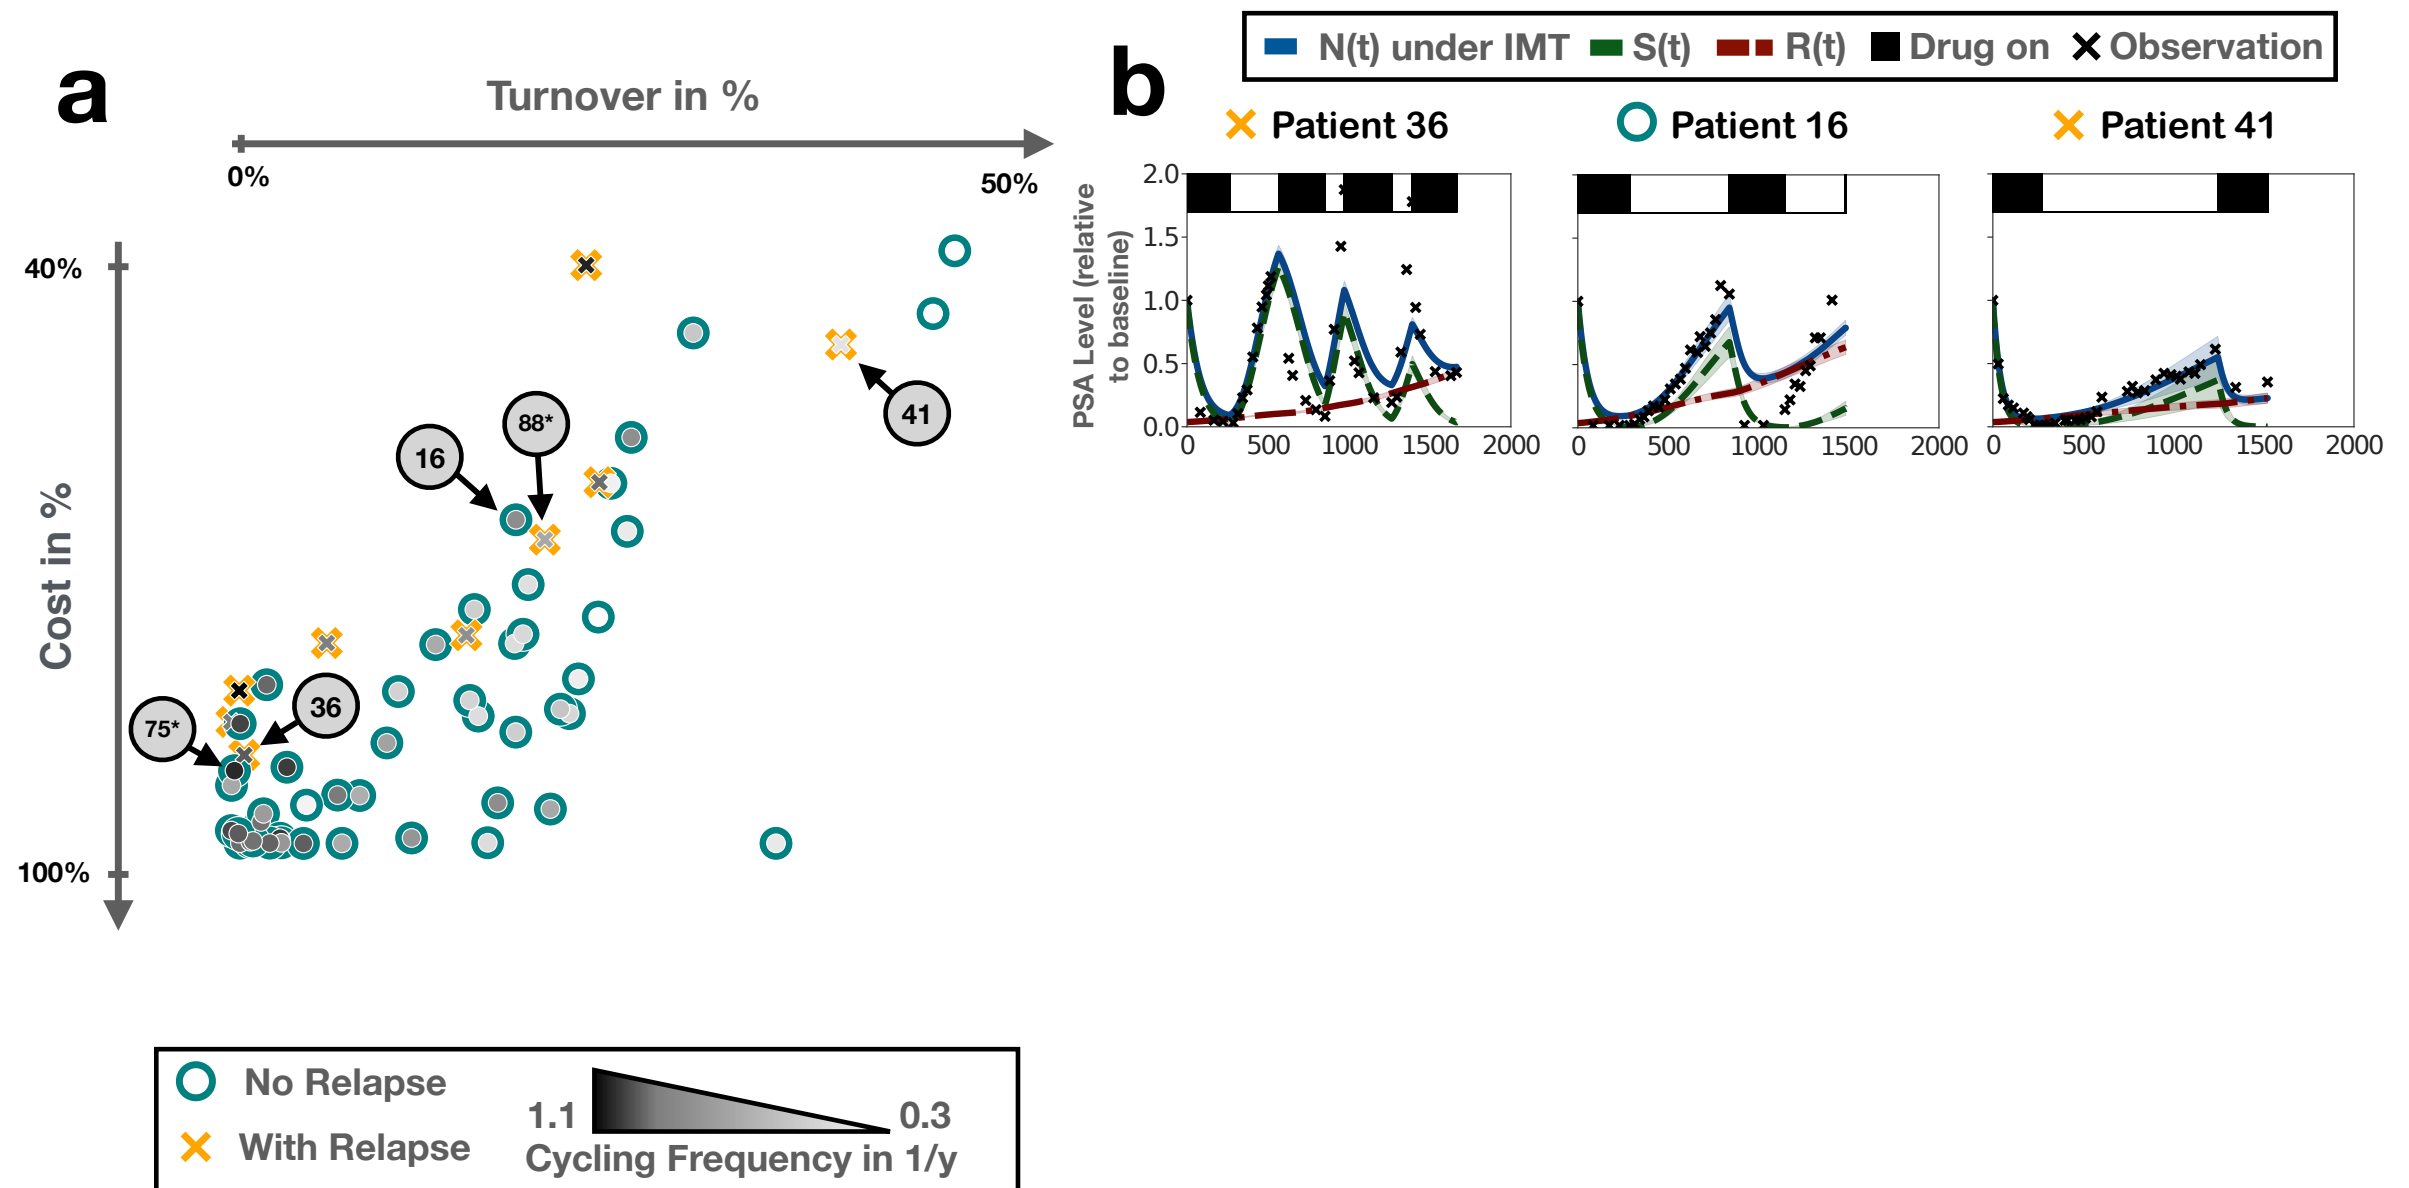 a
Turnover in %
0%
50%
40%
100%
Cost in %
41
88*
16
36
75*
No Relapse
With Relapse
1.1
0.3
Cycling Frequency in 1/y
b
N(t) under IMT S(t) R(t) Drug on Observation
Patient 36 Patient 16 Patient 41
PSA Level (relative
to baseline)
2.0
1.5
1.0
0.5
0.0
0 500 1000 1500 2000
0 500 1000 1500 2000
0 500 1000 1500 2000